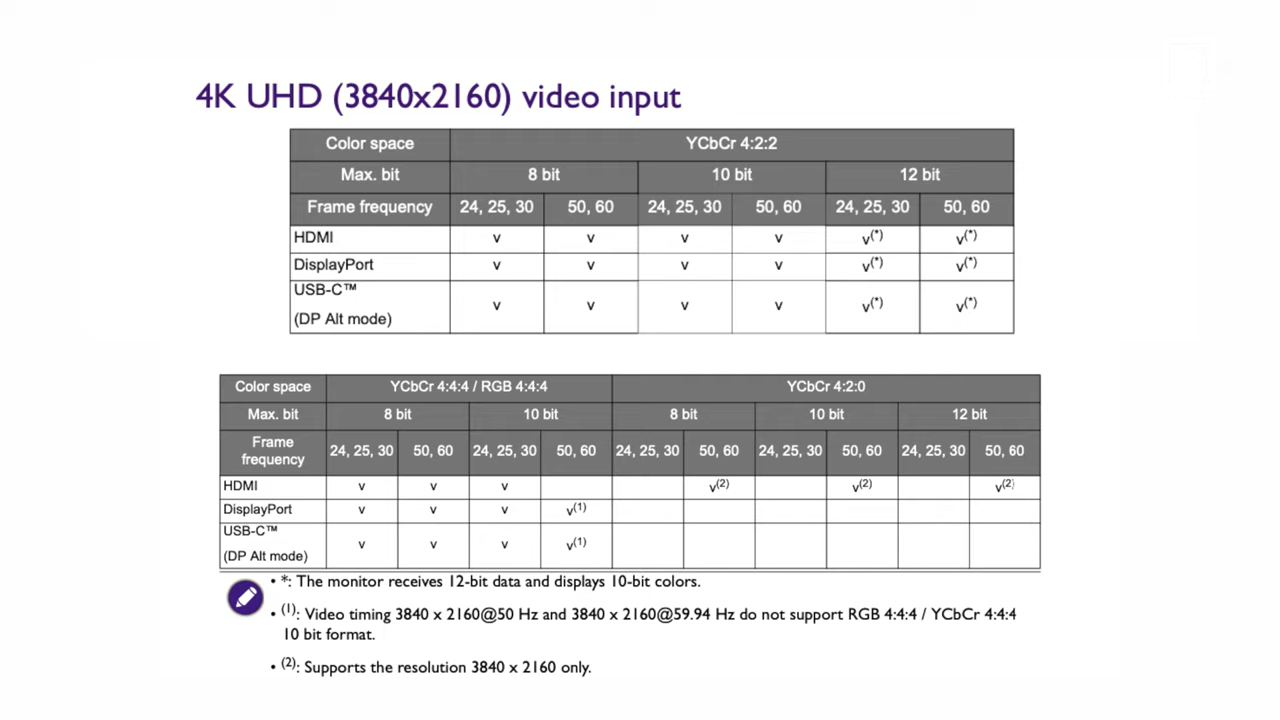 4K UHD (3840x2160) video input
Color space YCbCr 4:2:2
Max. bit 8 bit 10 bit 12 bit
Frame frequency 24, 25, 30 50, 60 24, 25, 30 50, 60 24, 25, 30 50, 60
HDMI v v v v v(*) v(*)
DisplayPort v v v v v(*) v(*)
USB-C™
(DP Alt mode) v v v v v(*) v(*)
Color space YCbCr 4:4:4 / RGB 4:4:4 YCbCr 4:2:0
Max. bit 8 bit 10 bit 8 bit 10 bit 12 bit
Frame
frequency 24, 25, 30 50, 60 24, 25, 30 50, 60 24, 25, 30 50, 60 24, 25, 30 50, 60 24, 25, 30 50, 60
HDMI v v v v(2) v(2) v(2)
DisplayPort v v v v(1)
USB-C™
(DP Alt mode) v v v v(1)
• *: The monitor receives 12-bit data and displays 10-bit colors.
• (1): Video timing 3840 x 2160@50 Hz and 3840 x 2160@59.94 Hz do not support RGB 4:4:4 / YCbCr 4:4:4
10 bit format.
• (2): Supports the resolution 3840 x 2160 only.